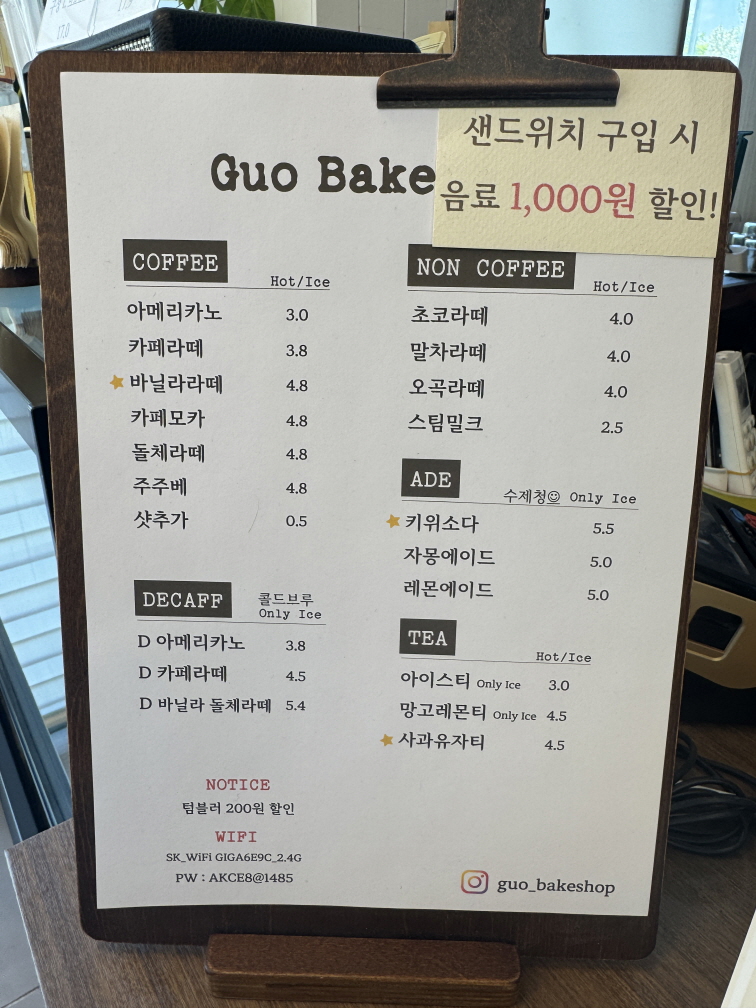 샌드위치 구입 시
음료 1,000원 할인!
Guo Bake
COFFEE
Hot/Ice
아메리카노 3.0
카페라떼 3.8
바닐라라떼 4.8
카페모카 4.8
돌체라떼 4.8
주주베 4.8
샷추가 0.5
DECAFF 콜드브루
Only Ice
D 아메리카노 3.8
D 카페라떼 4.5
D 바닐라 돌체라떼 5.4
NOTICE
텀블러 200원 할인
WIFI
SK_WiFi GIGA6E9C_2.4G
PW : AKCE8@1485
NON COFFEE
Hot/Ice
초코라떼 4.0
말차라떼 4.0
오곡라떼 4.0
스팀밀크 2.5
ADE
수제청☺ Only Ice
키위소다 5.5
자몽에이드 5.0
레몬에이드 5.0
TEA
Hot/Ice
아이스티 Only Ice 3.0
망고레몬티 Only Ice 4.5
사과유자티 4.5
guo_bakeshop